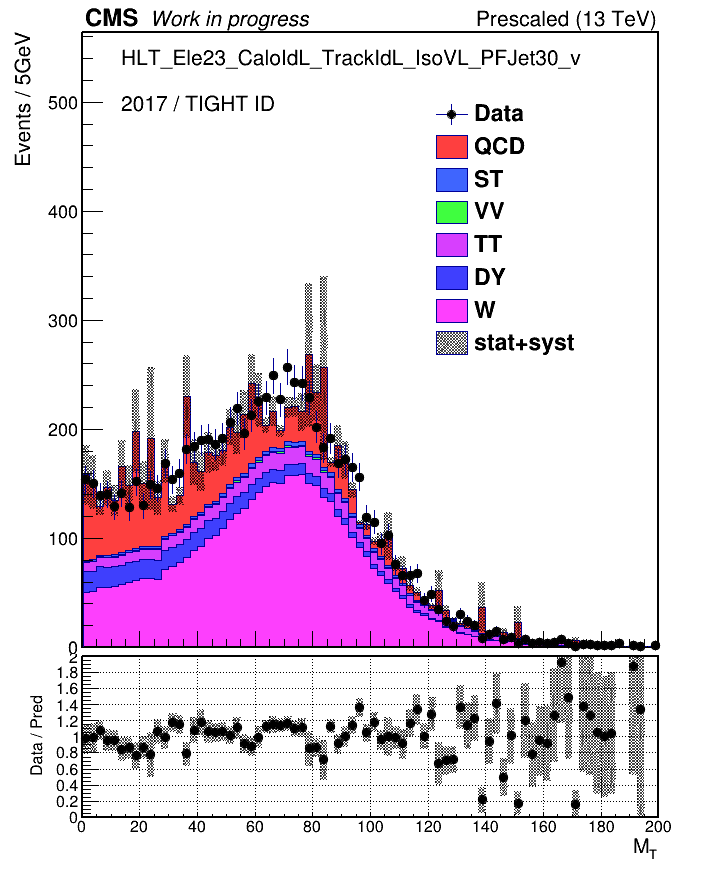 CMS Work in progress Prescaled (13 TeV)
Events / 5GeV
HLT_Ele23_CaloIdL_TrackIdL_IsoVL_PFJet30_v
2017 / TIGHT ID
Data
QCD
ST
VV
TT
DY
W
stat+syst
500
400
300
200
100
0
Data / Pred
2
1.8
1.6
1.4
1.2
1
0.8
0.6
0.4
0.2
0
0 20 40 60 80 100 120 140 160 180 200
M_T